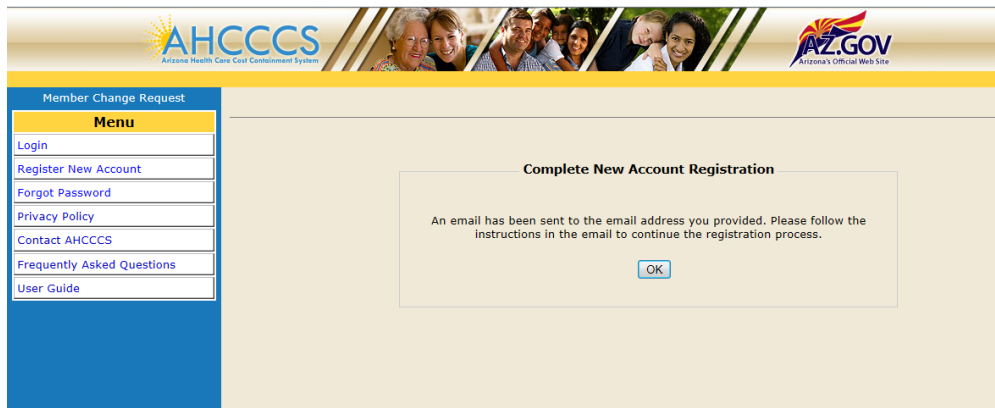 AHCCCS
Arizona Health Care Cost Containment System
AZ.GOV
Arizona's Official Web Site
Member Change Request
Menu
Login
Register New Account
Forgot Password
Privacy Policy
Contact AHCCCS
Frequently Asked Questions
User Guide
Complete New Account Registration
An email has been sent to the email address you provided. Please follow the
instructions in the email to continue the registration process.
OK